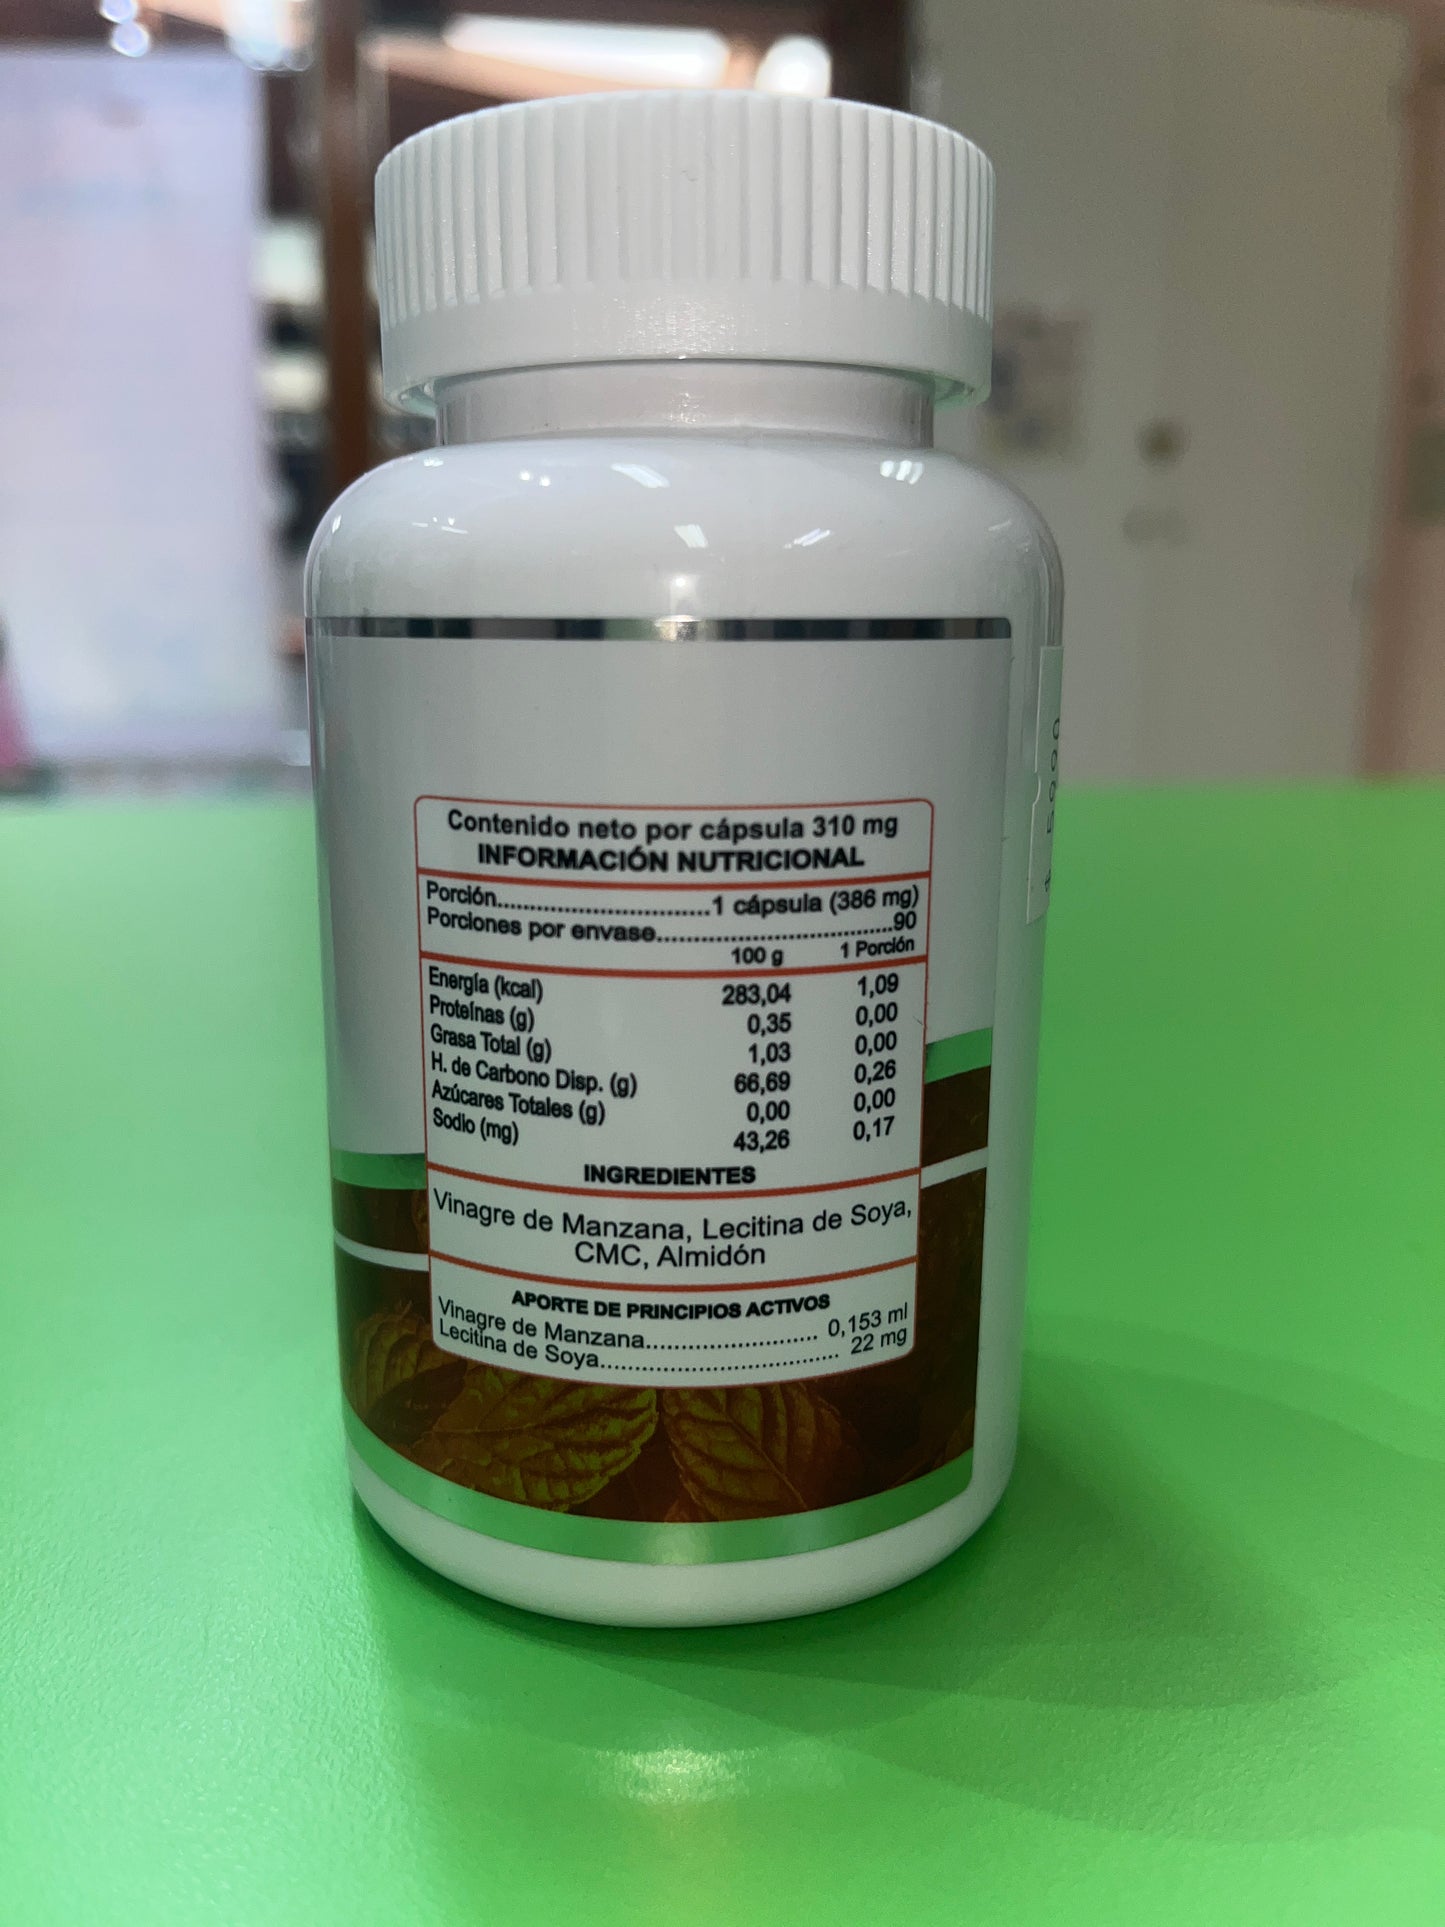 Contenido neto por cápsula 310 mg
INFORMACIÓN NUTRICIONAL
Porción...............................1 cápsula (386 mg)
Porciones por envase..................................90
100 g 1 Porción
Energía (kcal) 283,04 1,09
Proteínas (g) 0,35 0,00
Grasa Total (g) 1,03 0,00
H. de Carbono Disp. (g) 66,69 0,26
Azúcares Totales (g) 0,00 0,00
Sodio (mg) 43,26 0,17
INGREDIENTES
Vinagre de Manzana, Lecitina de Soya,
CMC, Almidón
APORTE DE PRINCIPIOS ACTIVOS
Vinagre de Manzana......................... 0,153 ml
Lecitina de Soya.................................... 22 mg